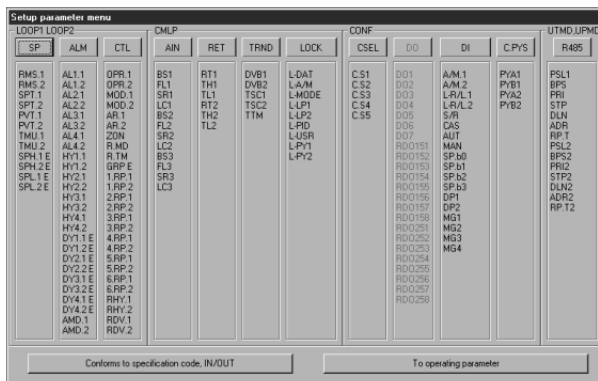 Setup parameter menu
LOOP1 LOOP2
CMLP
CONF
UTMD,UPMD
SP
ALM
CTL
AIN
RET
TRND
LOCK
CSEL
DO
DI
C.PYS
R485
RMS.1
RMS.2
SPT.1
SPT.2
PVT.1
PVT.2
TMU.1
TMU.2
SPH.1 E
SPH.2 E
SPL.1 E
SPL.2 E
AL1.1
AL1.2
AL2.1
AL2.2
AL3.1
AL3.2
AL4.1
AL4.2
HY1.1
HY1.2
HY2.1
HY2.2
HY3.1
HY3.2
HY4.1
HY4.2
DY1.1 E
DY1.2 E
DY2.1 E
DY2.2 E
DY3.1 E
DY3.2 E
DY4.1 E
DY4.2 E
AMD.1
AMD.2
OPR.1
OPR.2
MOD.1
MOD.2
AR.1
AR.2
ZON
R.MD
R.TM
GRP E
1.RP.1
1.RP.2
2.RP.1
2.RP.2
3.RP.1
3.RP.2
4.RP.1
4.RP.2
5.RP.1
5.RP.2
6.RP.1
6.RP.2
RHY.1
RHY.2
RDV.1
RDV.2
BS1
FL1
SR1
LC1
BS2
FL2
SR2
LC2
BS3
FL3
SR3
LC3
RT1
TH1
TL1
RT2
TH2
TL2
DVB1
DVB2
TSC1
TSC2
TTM
L-DAT
L-A/M
L-MODE
L-LP1
L-LP2
L-PID
L-USR
L-PY1
L-PY2
C.S1
C.S2
C.S3
C.S4
C.S5
DO1
DO2
DO3
DO4
DO5
DO6
DO7
RDO151
RDO152
RDO153
RDO154
RDO155
RDO156
RDO157
RDO158
RDO251
RDO252
RDO253
RDO254
RDO255
RDO256
RDO257
RDO258
A/M.1
A/M.2
L-R/L.1
L-R/L.2
S/R
CAS
AUT
MAN
SP.b0
SP.b1
SP.b2
SP.b3
DP1
DP2
MG1
MG2
MG3
MG4
PYA1
PYB1
PYA2
PYB2
PSL1
BPS
PRI
STP
DLN
ADR
RP.T
PSL2
BPS2
PRI2
STP2
DLN2
ADR2
RP.T2
Conforms to specification code, IN/OUT
To operating parameter